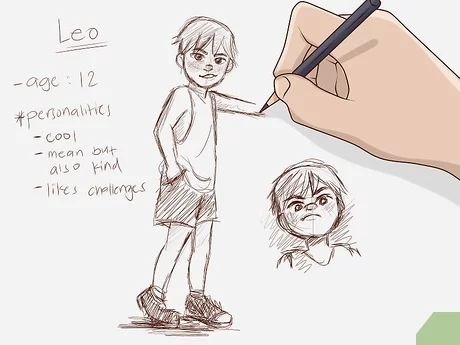 Leo
- age : 12
*personalities
- cool
- mean but
also kind
- likes challenges